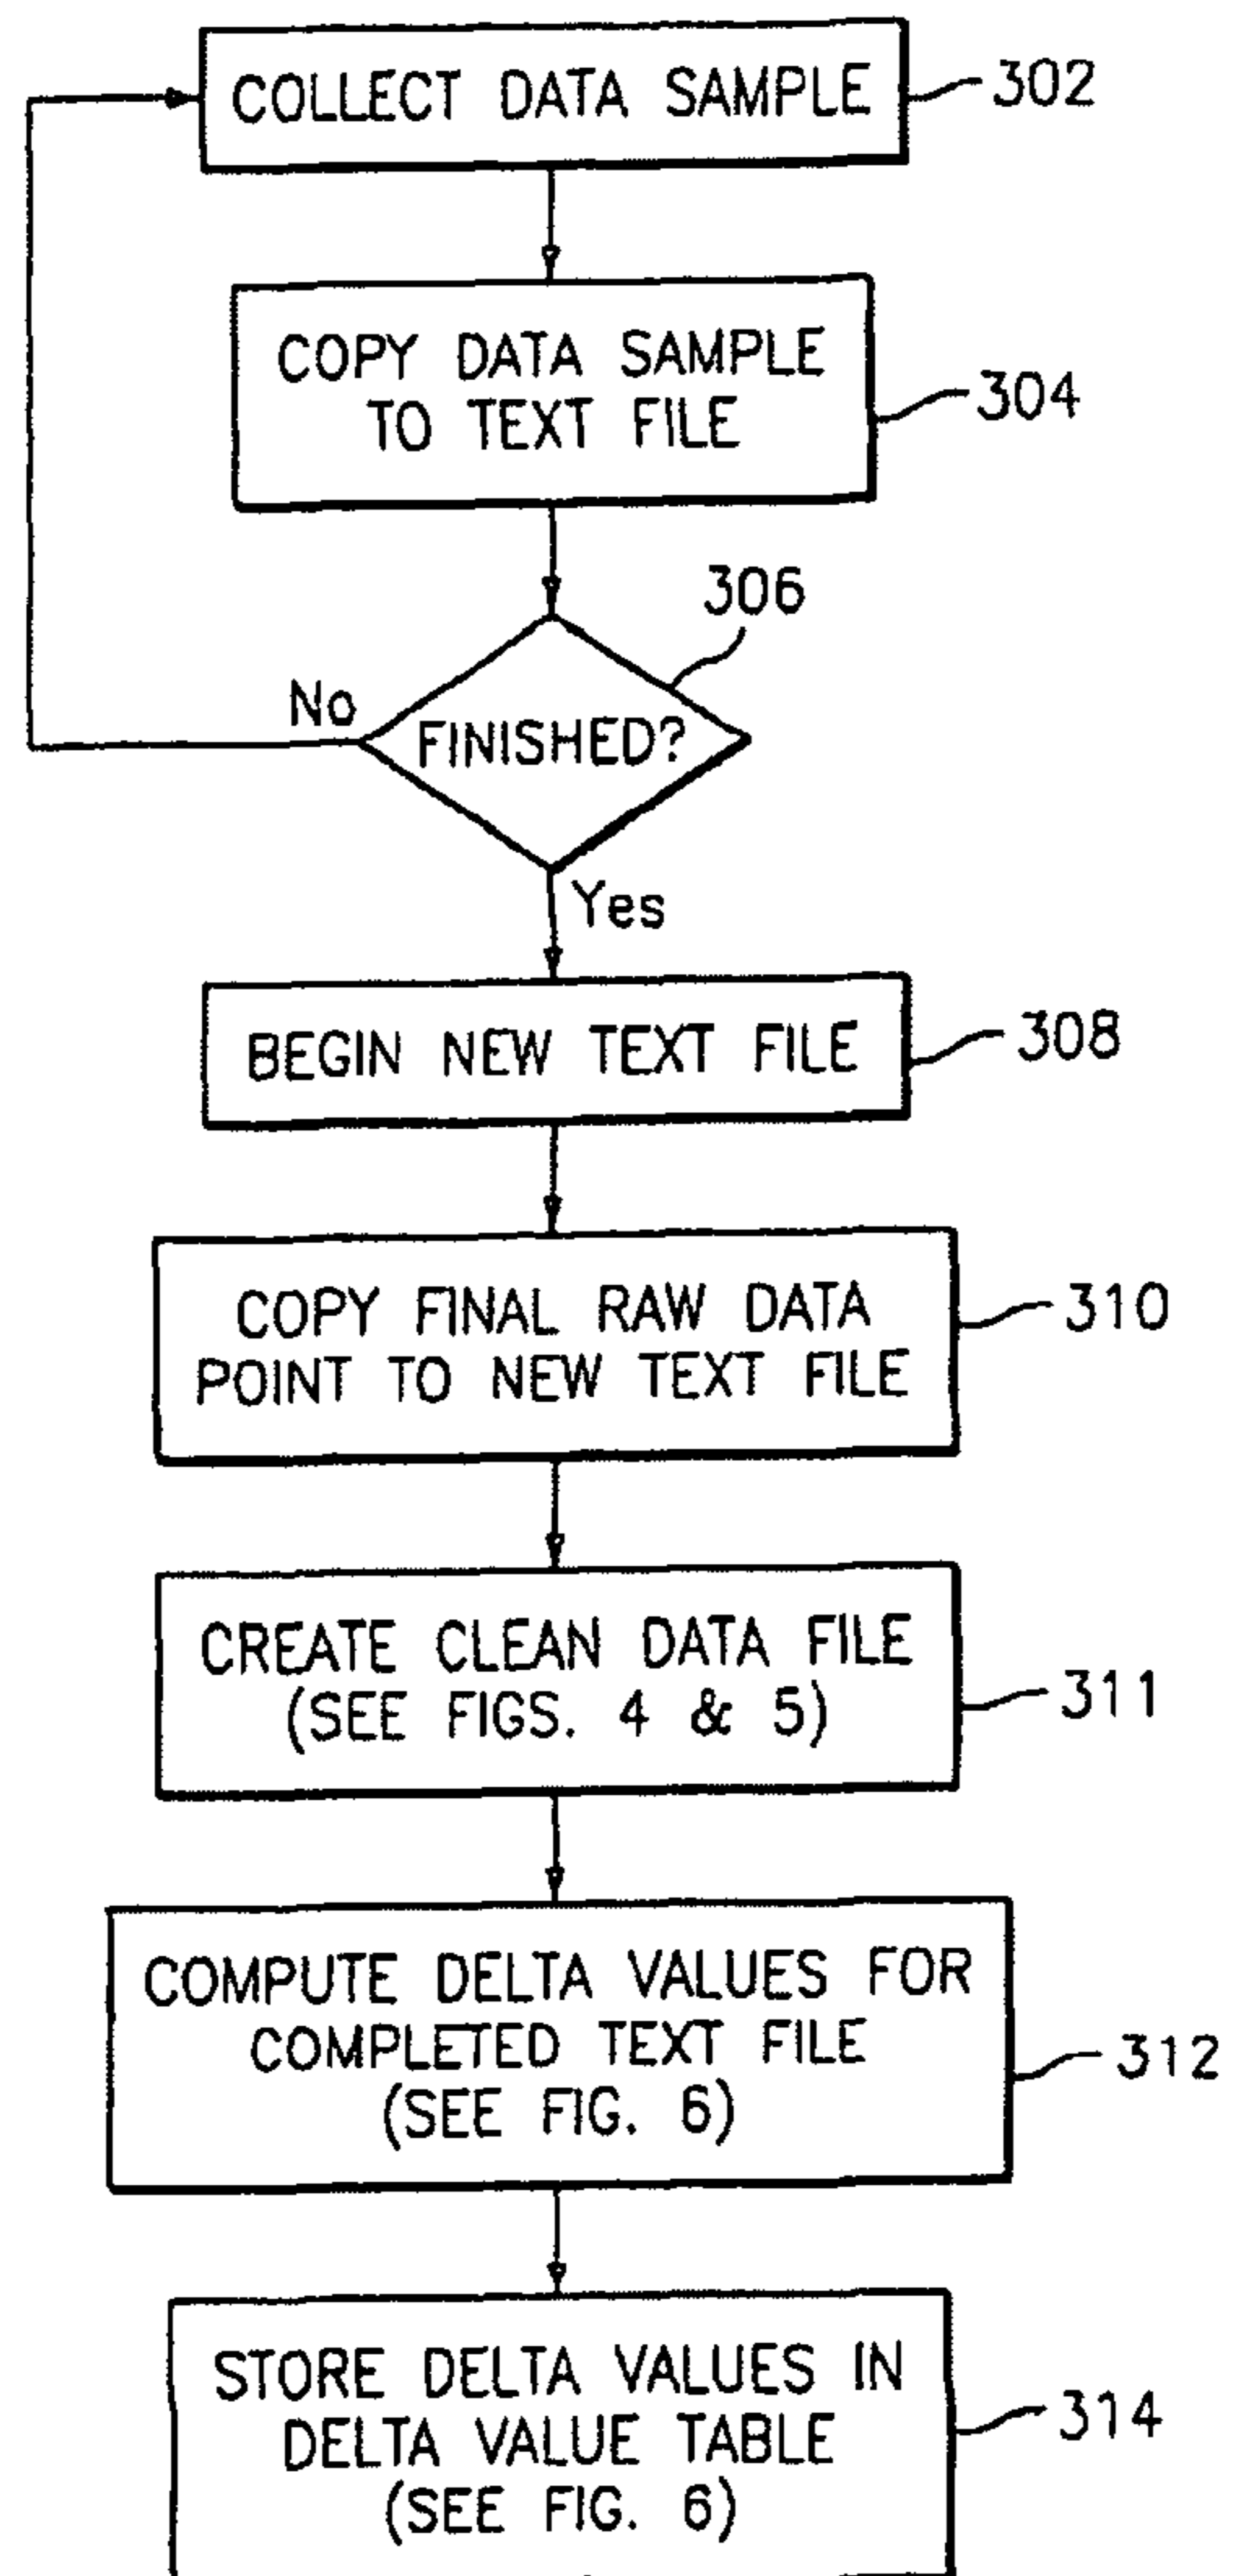 COLLECT DATA SAMPLE
302
COPY DATA SAMPLE
TO TEXT FILE
304
306
No
FINISHED?
Yes
BEGIN NEW TEXT FILE
308
COPY FINAL RAW DATA
POINT TO NEW TEXT FILE
310
CREATE CLEAN DATA FILE
(SEE FIGS. 4 & 5)
311
COMPUTE DELTA VALUES FOR
COMPLETED TEXT FILE
(SEE FIG. 6)
312
STORE DELTA VALUES IN
DELTA VALUE TABLE
(SEE FIG. 6)
314